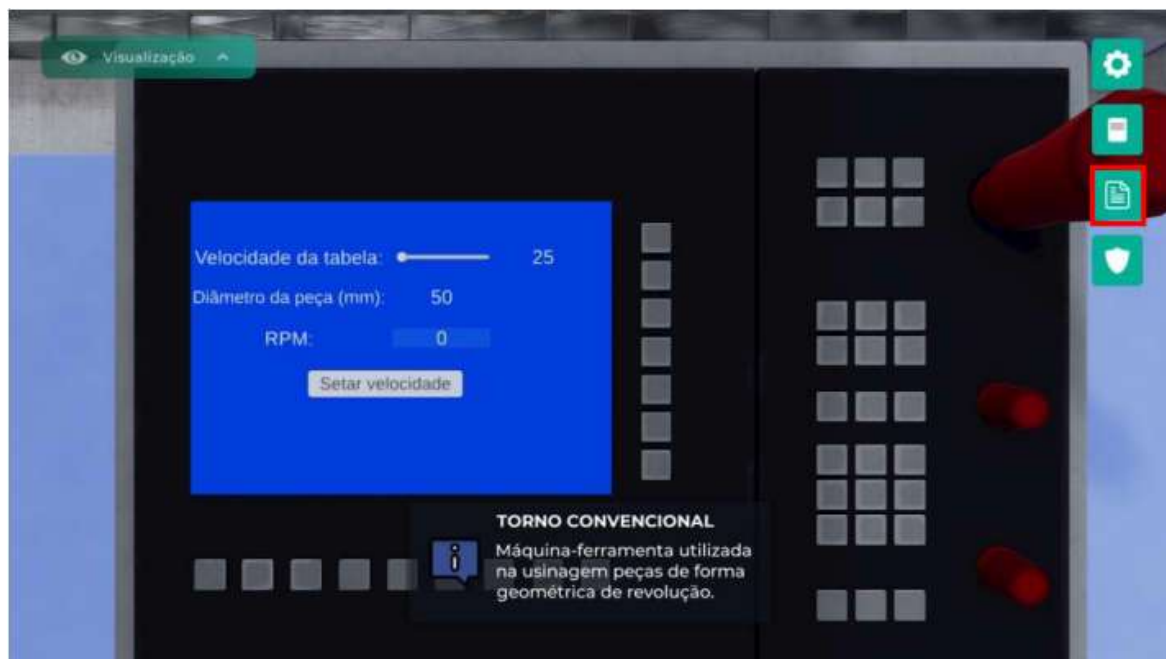 Visualização
Velocidade da tabela: 25
Diâmetro da peça (mm): 50
RPM: 0
Setar velocidade
TORNO CONVENCIONAL
Máquina-ferramenta utilizada
na usinagem peças de forma
geométrica de revolução.